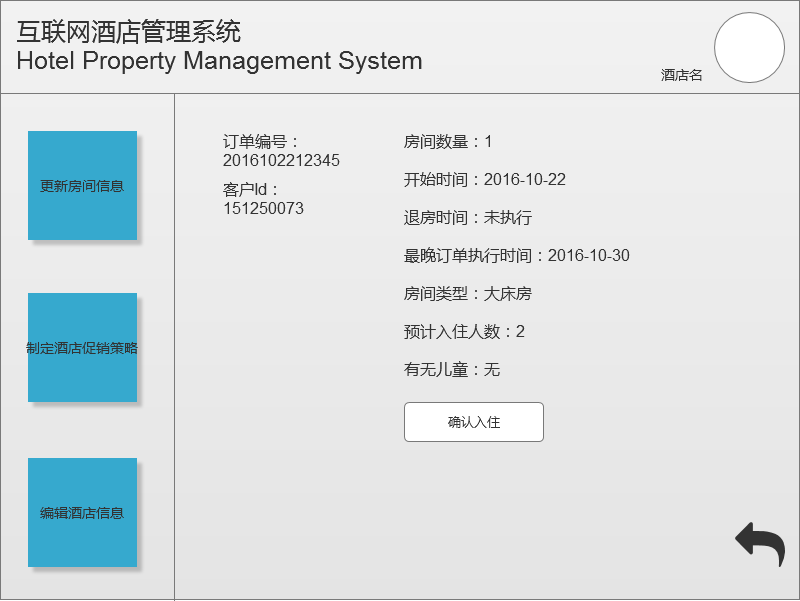 互联网酒店管理系统
Hotel Property Management System
酒店名
更新房间信息
制定酒店促销策略
编辑酒店信息
订单编号：
2016102212345
客户Id：
151250073
房间数量：1
开始时间：2016-10-22
退房时间：未执行
最晚订单执行时间：2016-10-30
房间类型：大床房
预计入住人数：2
有无儿童：无
确认入住